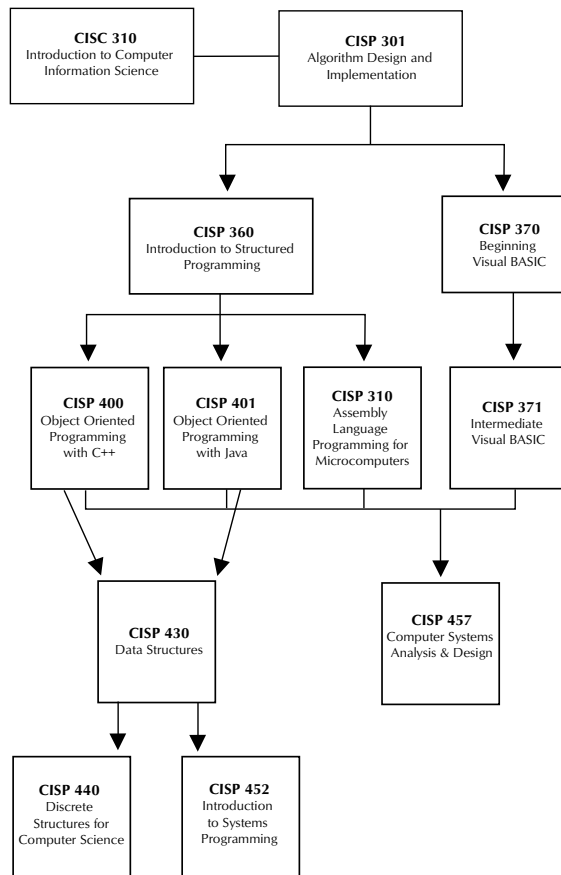 CISC 310
Introduction to Computer
Information Science
CISP 301
Algorithm Design and
Implementation
CISP 360
Introduction to Structured
Programming
CISP 370
Beginning
Visual BASIC
CISP 400
Object Oriented
Programming
with C++
CISP 401
Object Oriented
Programming
with Java
CISP 310
Assembly
Language
Programming for
Microcomputers
CISP 371
Intermediate
Visual BASIC
CISP 430
Data Structures
CISP 457
Computer Systems
Analysis & Design
CISP 440
Discrete
Structures for
Computer Science
CISP 452
Introduction
to Systems
Programming